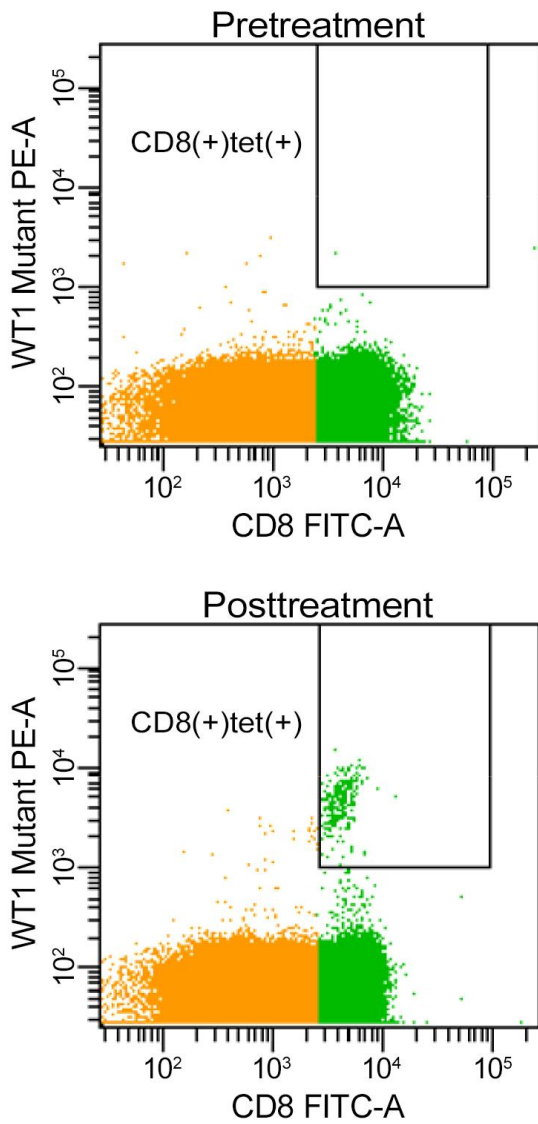 Pretreatment
WT1 Mutant PE-A
10⁵
10⁴
10³
10²
CD8(+)tet(+)
10² 10³ 10⁴ 10⁵
CD8 FITC-A
Posttreatment
WT1 Mutant PE-A
10⁵
10⁴
10³
10²
CD8(+)tet(+)
10² 10³ 10⁴ 10⁵
CD8 FITC-A